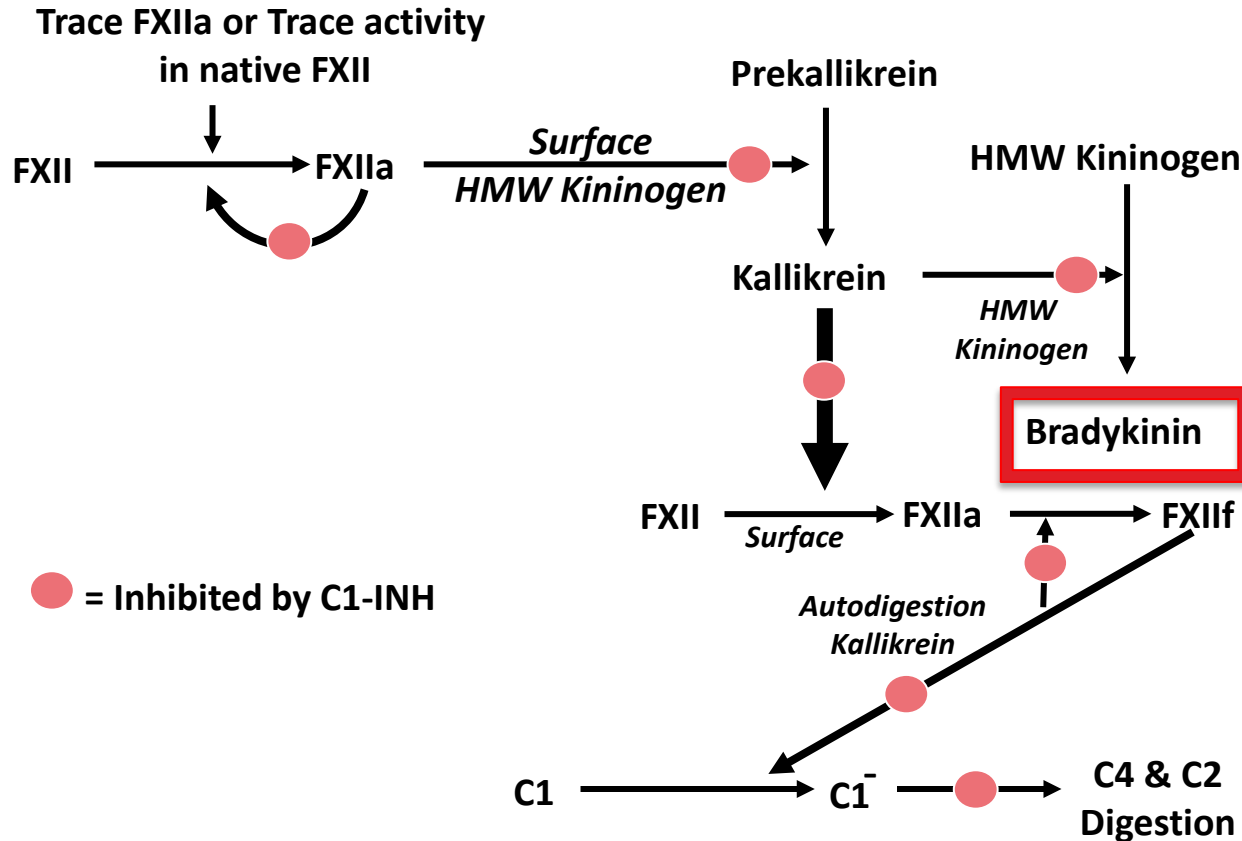 Trace FXIIa or Trace activity
in native FXII
Prekallikrein
FXII
FXIIa
Surface
HMW Kininogen
HMW Kininogen
Kallikrein
HMW
Kininogen
Bradykinin
FXII
Surface
FXIIa
FXIIf
= Inhibited by C1-INH
Autodigestion
Kallikrein
C1
C1¯
C4 & C2
Digestion